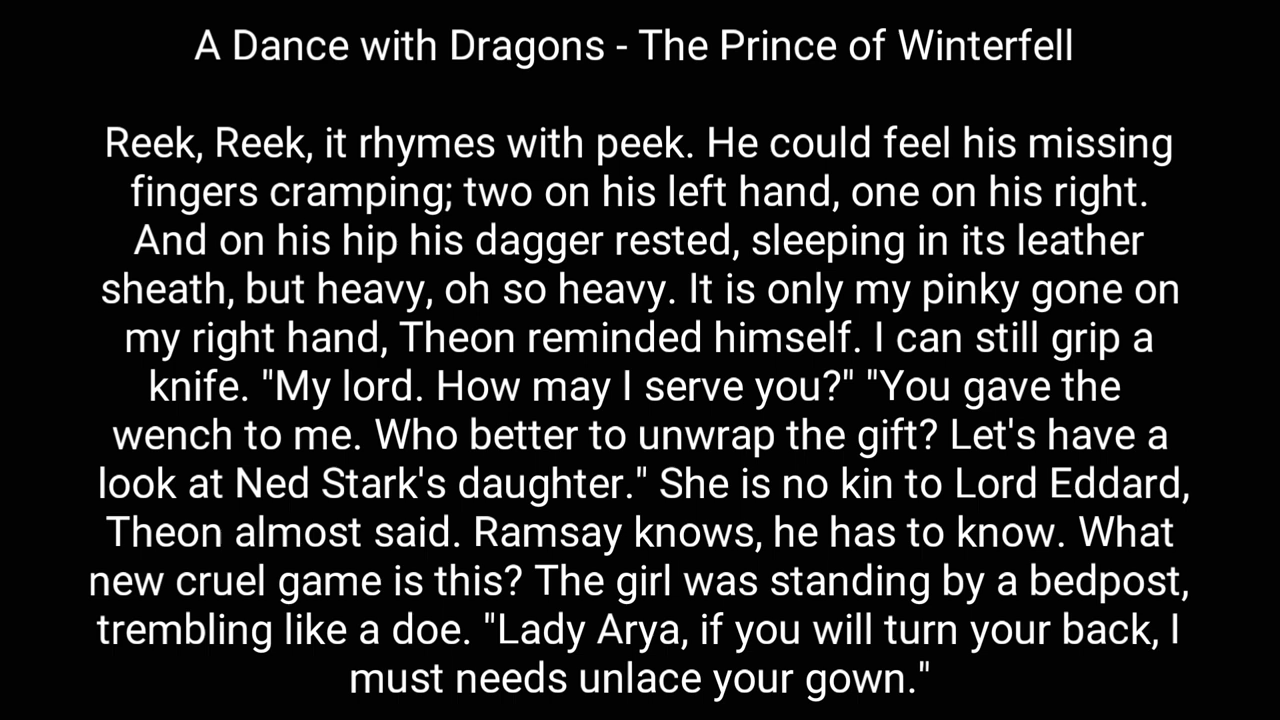 A Dance with Dragons - The Prince of Winterfell
Reek, Reek, it rhymes with peek. He could feel his missing
fingers cramping; two on his left hand, one on his right.
And on his hip his dagger rested, sleeping in its leather
sheath, but heavy, oh so heavy. It is only my pinky gone on
my right hand, Theon reminded himself. I can still grip a
knife. "My lord. How may I serve you?" "You gave the
wench to me. Who better to unwrap the gift? Let's have a
look at Ned Stark's daughter." She is no kin to Lord Eddard,
Theon almost said. Ramsay knows, he has to know. What
new cruel game is this? The girl was standing by a bedpost,
trembling like a doe. "Lady Arya, if you will turn your back, I
must needs unlace your gown."